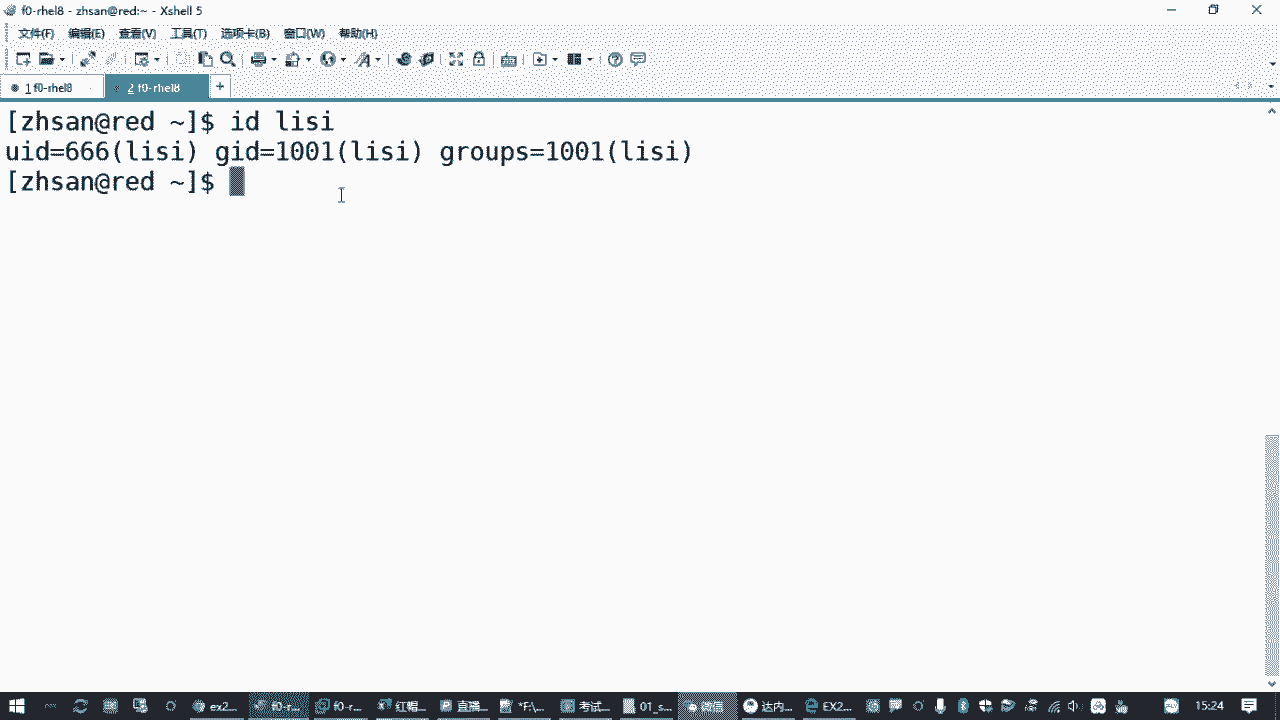 f0-rhel8 - zhsan@red:~ - Xshell 5
文件(F) 编辑(E) 查看(V) 工具(T) 选项卡(B) 窗口(W) 帮助(H)
1 f0-rhel8 2 f0-rhel8 +
[zhsan@red ~]$ id lisi
uid=666(lisi) gid=1001(lisi) groups=1001(lisi)
[zhsan@red ~]$
ex2... f0-r... f0-r... 红帽... 直播... *F:\... 考试... 01_s... 微信 达内... EX2... 15:24